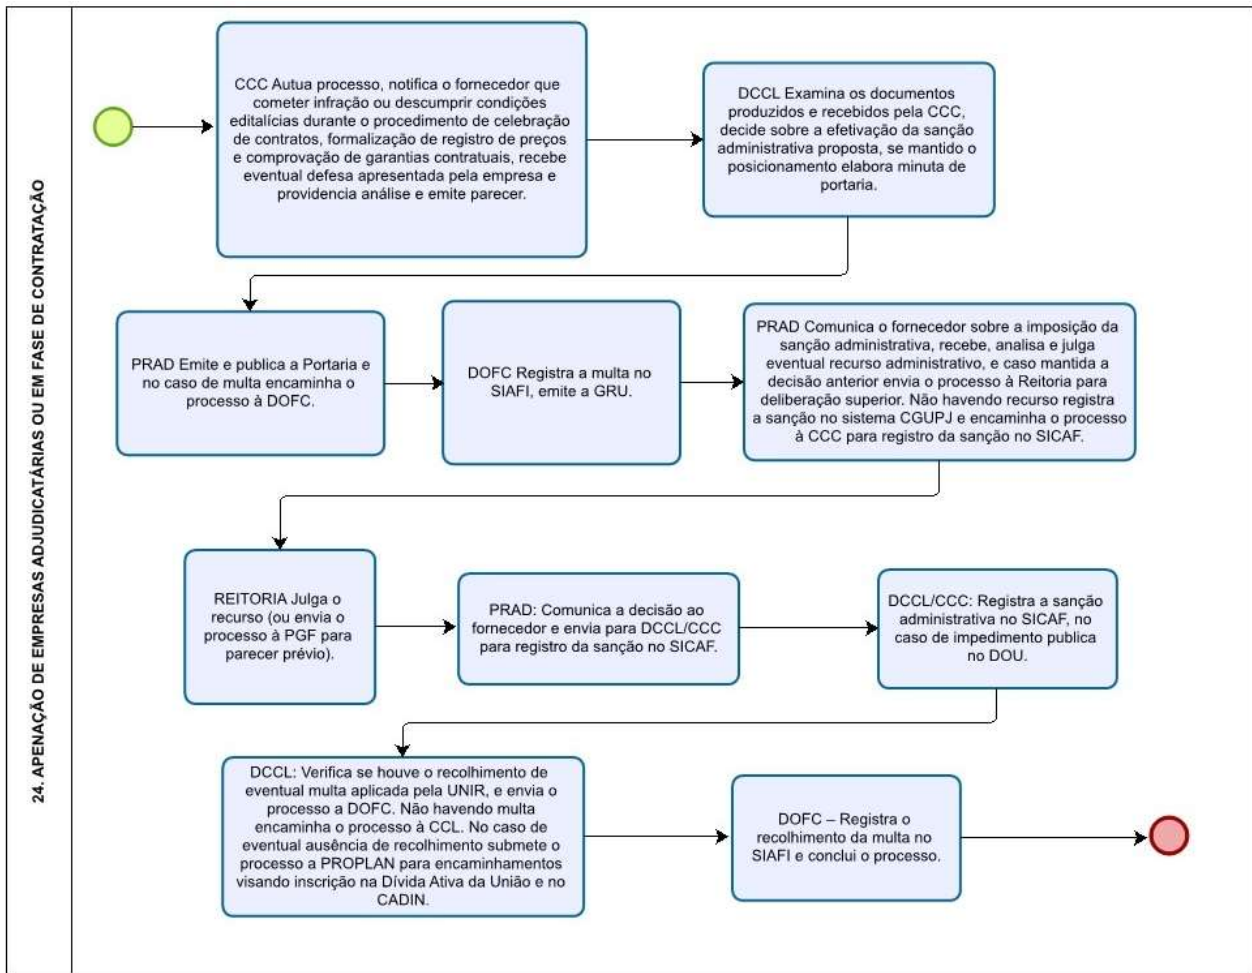 24. APENAÇÃO DE EMPRESAS ADJUDICATÁRIAS OU EM FASE DE CONTRATAÇÃO
CCC Autua processo, notifica o fornecedor que
cometer infração ou descumprir condições
editalícias durante o procedimento de celebração
de contratos, formalização de registro de preços
e comprovação de garantias contratuais, recebe
eventual defesa apresentada pela empresa e
providencia análise e emite parecer.
DCCL Examina os documentos
produzidos e recebidos pela CCC,
decide sobre a efetivação da sanção
administrativa proposta, se mantido o
posicionamento elabora minuta de
portaria.
PRAD Emite e publica a Portaria e
no caso de multa encaminha o
processo à DOFC.
DOFC Registra a multa no
SIAFI, emite a GRU.
PRAD Comunica o fornecedor sobre a imposição da
sanção administrativa, recebe, analisa e julga
eventual recurso administrativo, e caso mantida a
decisão anterior envia o processo à Reitoria para
deliberação superior. Não havendo recurso registra
a sanção no sistema CGUPJ e encaminha o processo
à CCC para registro da sanção no SICAF.
REITORIA Julga o
recurso (ou envia o
processo à PGF para
parecer prévio).
PRAD: Comunica a decisão ao
fornecedor e envia para DCCL/CCC
para registro da sanção no SICAF.
DCCL/CCC: Registra a sanção
administrativa no SICAF, no
caso de impedimento publica
no DOU.
DCCL: Verifica se houve o recolhimento de
eventual multa aplicada pela UNIR, e envia o
processo a DOFC. Não havendo multa
encaminha o processo à CCL. No caso de
eventual ausência de recolhimento submete o
processo a PROPLAN para encaminhamentos
visando inscrição na Dívida Ativa da União e no
CADIN.
DOFC – Registra o
recolhimento da multa no
SIAFI e conclui o processo.